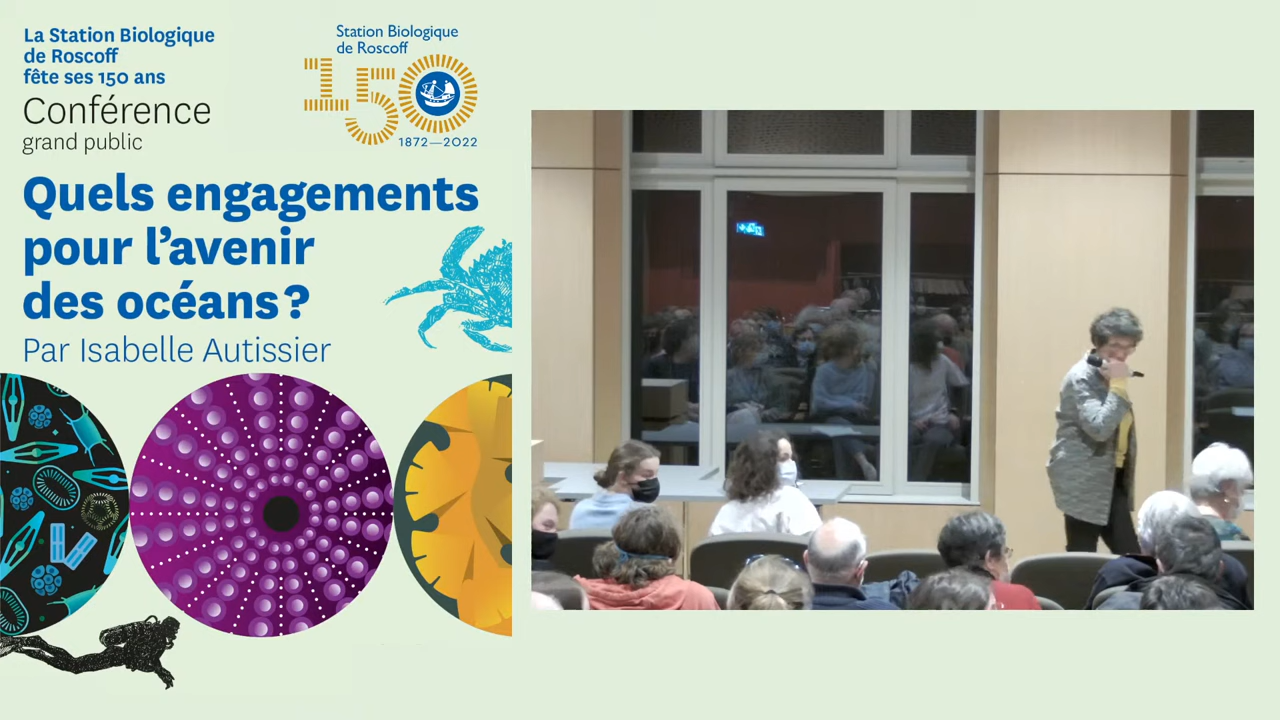 La Station Biologique
de Roscoff
fête ses 150 ans
Conférence
grand public
Station Biologique
de Roscoff
150
1872—2022
Quels engagements
pour l’avenir
des océans ?
Par Isabelle Autissier